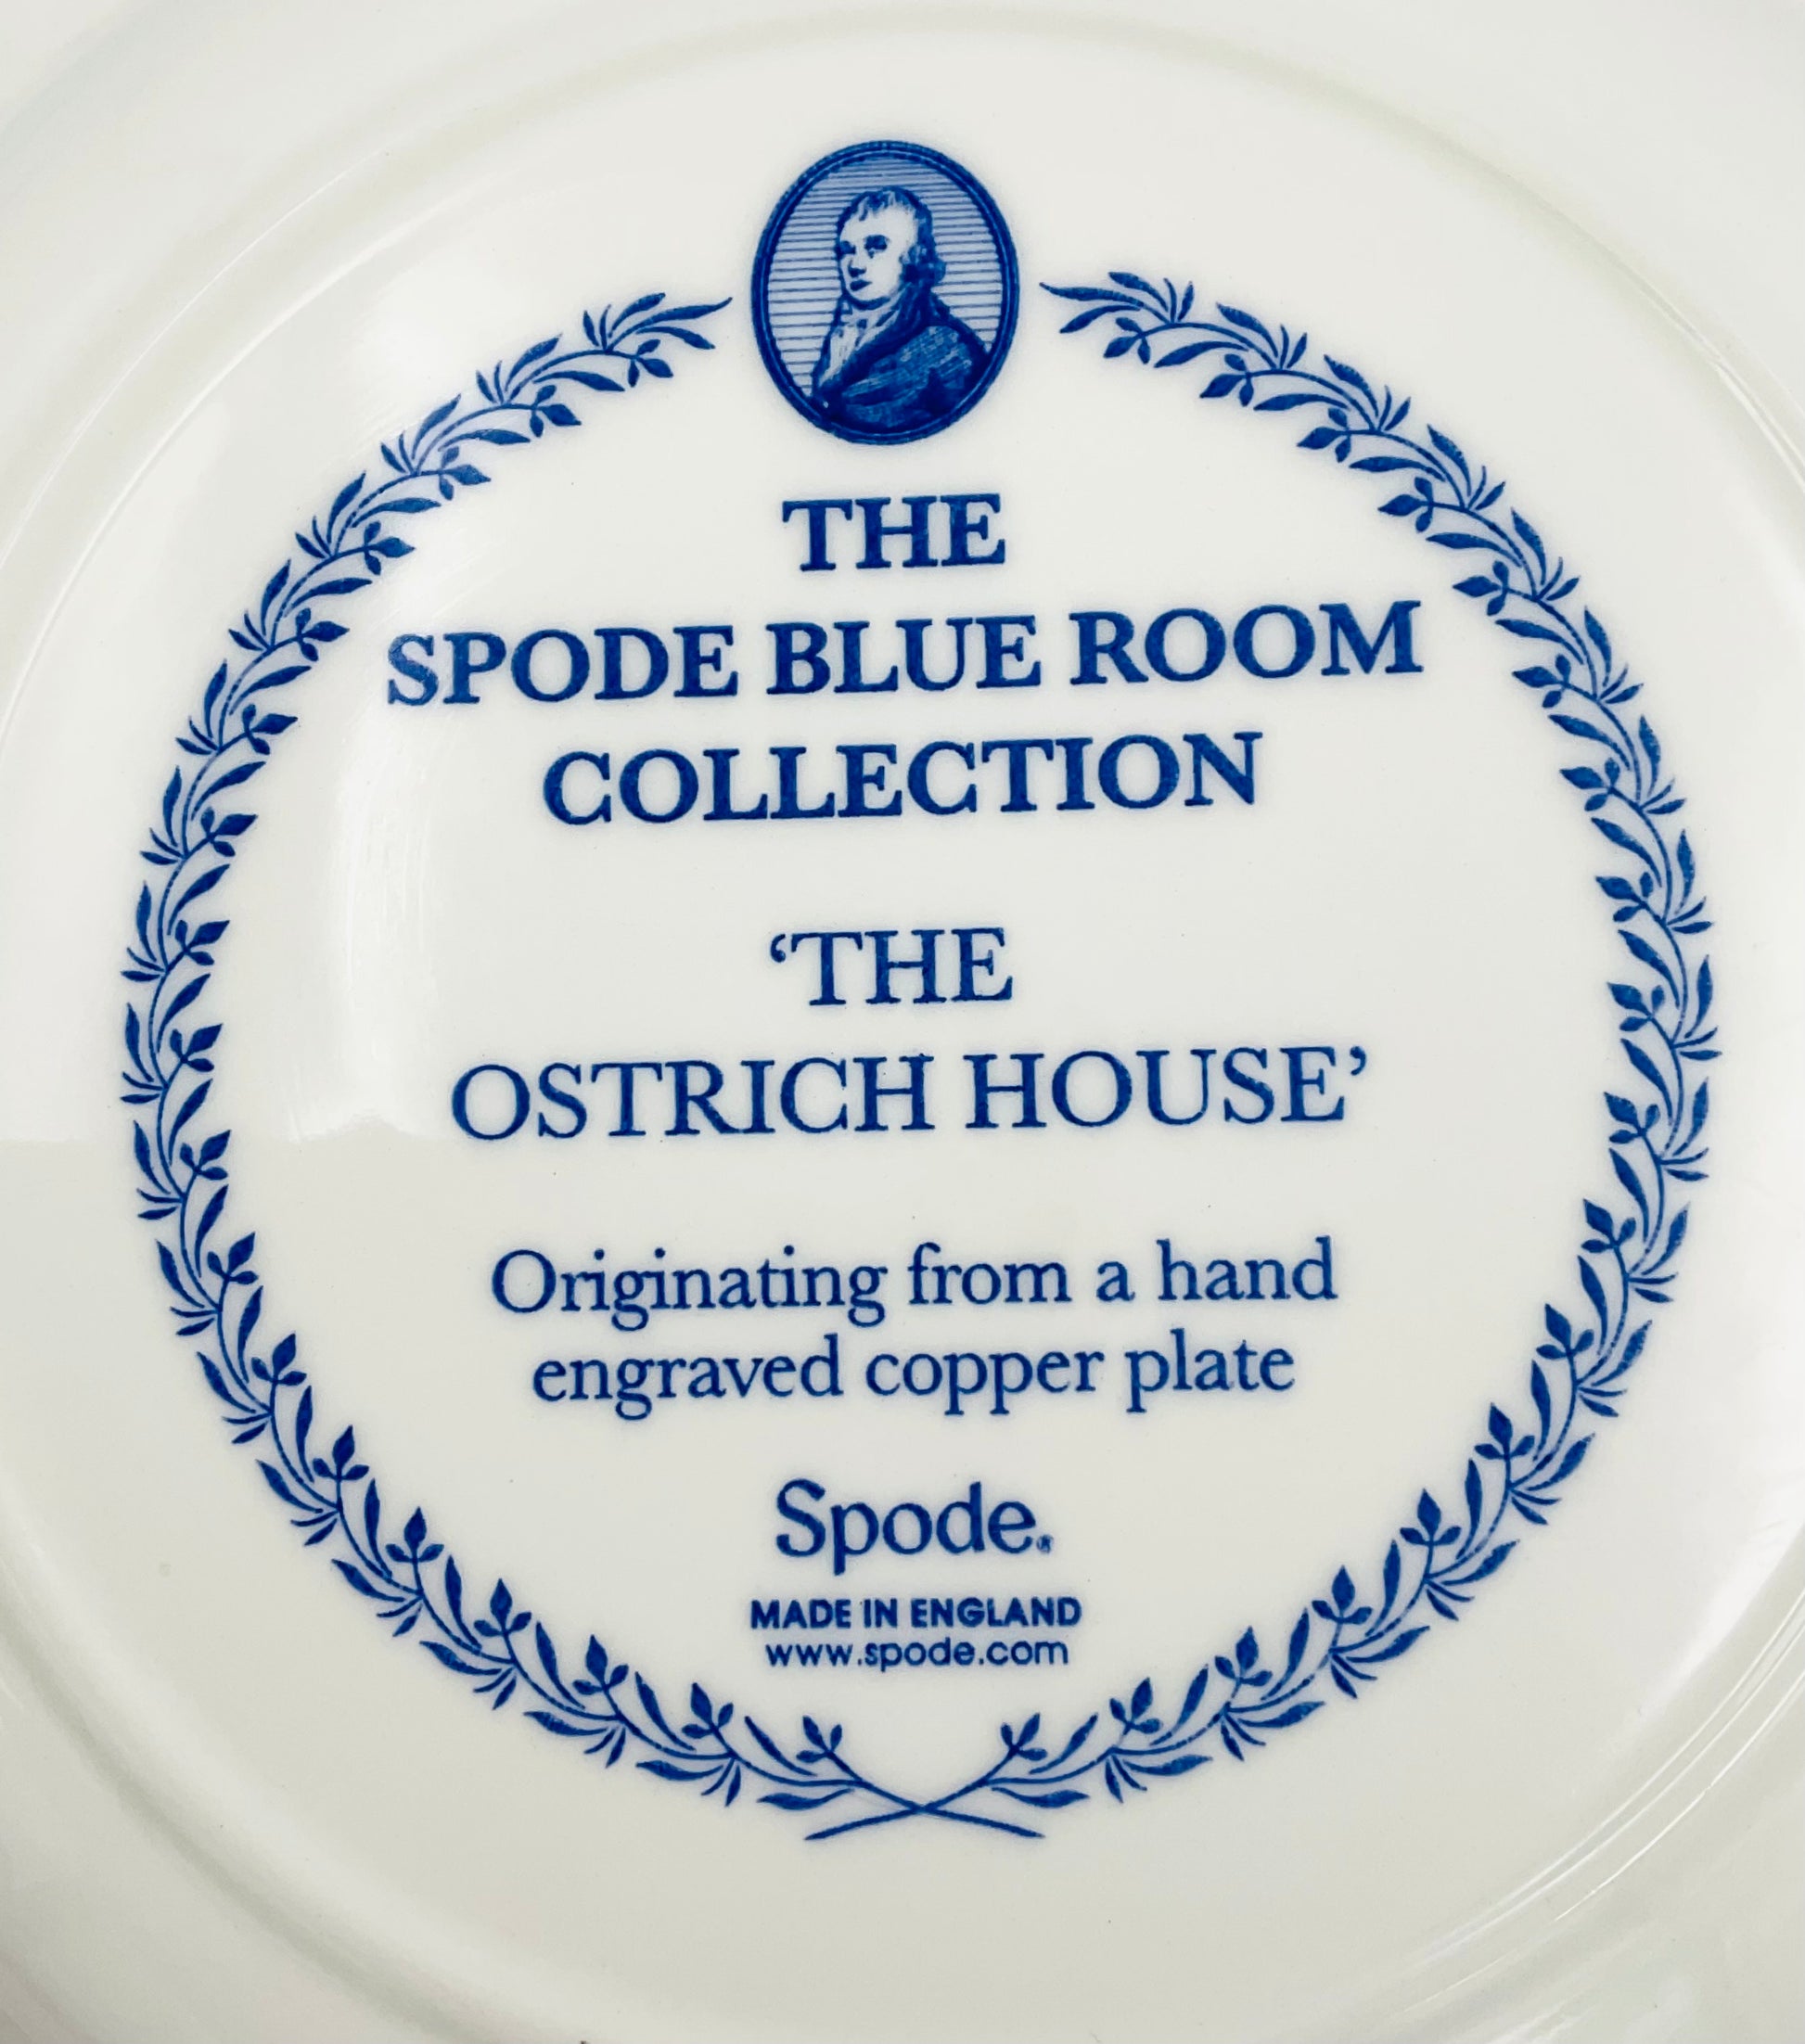 THE
SPODE BLUE ROOM
COLLECTION
‘THE
OSTRICH HOUSE’
Originating from a hand
engraved copper plate
Spode®
MADE IN ENGLAND
www.spode.com